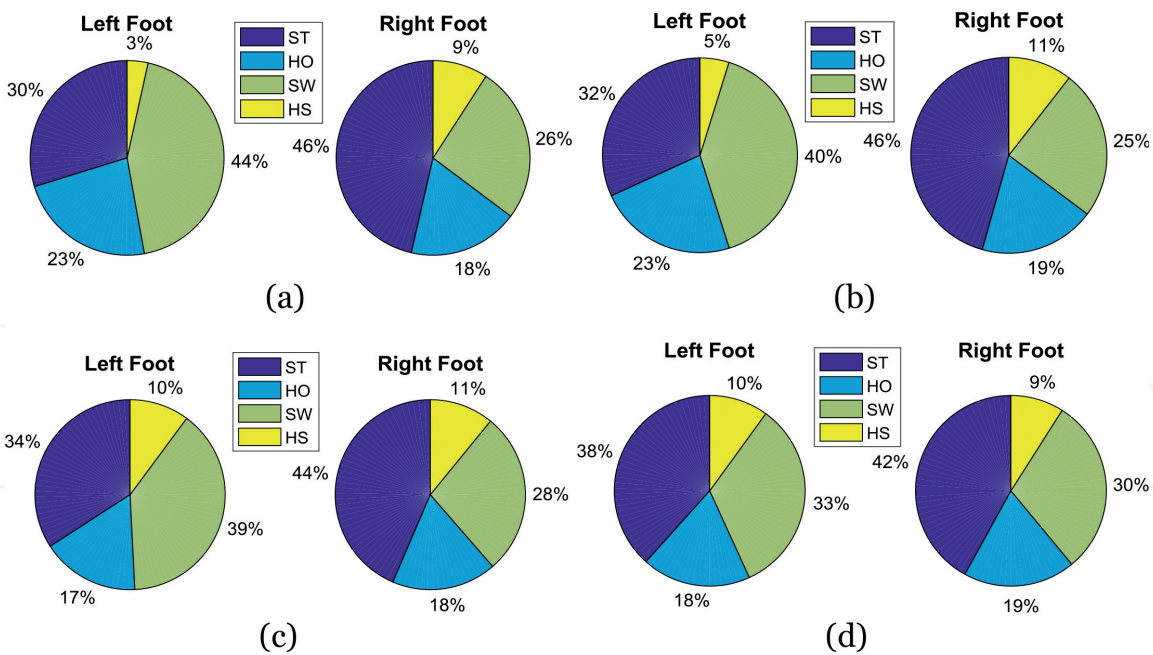 Left Foot
3%
30%
44%
23%
ST
HO
SW
HS
Right Foot
9%
46%
26%
18%
(a)
Left Foot
5%
32%
40%
23%
ST
HO
SW
HS
Right Foot
11%
46%
25%
19%
(b)
Left Foot
10%
34%
39%
17%
ST
HO
SW
HS
Right Foot
11%
44%
28%
18%
(c)
Left Foot
10%
38%
33%
18%
ST
HO
SW
HS
Right Foot
9%
42%
30%
19%
(d)